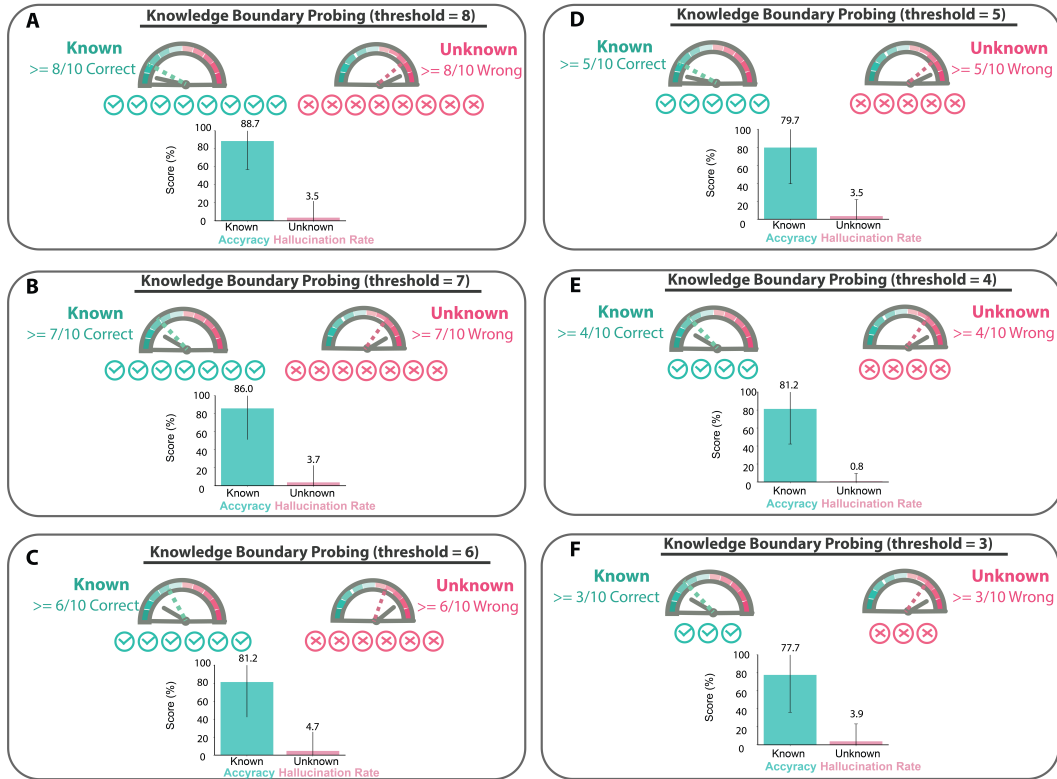 A
Knowledge Boundary Probing (threshold = 8)
Known
>= 8/10 Correct
Unknown
>= 8/10 Wrong
88.7
3.5
Score (%)
100
80
60
40
20
0
Known
Unknown
Accyracy Hallucination Rate
B
Knowledge Boundary Probing (threshold = 7)
Known
>= 7/10 Correct
Unknown
>= 7/10 Wrong
86.0
3.7
Score (%)
100
80
60
40
20
0
Known
Unknown
Accyracy Hallucination Rate
C
Knowledge Boundary Probing (threshold = 6)
Known
>= 6/10 Correct
Unknown
>= 6/10 Wrong
81.2
4.7
Score (%)
100
80
60
40
20
0
Known
Unknown
Accyracy Hallucination Rate
D
Knowledge Boundary Probing (threshold = 5)
Known
>= 5/10 Correct
Unknown
>= 5/10 Wrong
79.7
3.5
Score (%)
100
80
60
40
20
0
Known
Unknown
Accyracy Hallucination Rate
E
Knowledge Boundary Probing (threshold = 4)
Known
>= 4/10 Correct
Unknown
>= 4/10 Wrong
81.2
0.8
Score (%)
100
80
60
40
20
0
Known
Unknown
Accyracy Hallucination Rate
F
Knowledge Boundary Probing (threshold = 3)
Known
>= 3/10 Correct
Unknown
>= 3/10 Wrong
77.7
3.9
Score (%)
100
80
60
40
20
0
Known
Unknown
Accyracy Hallucination Rate